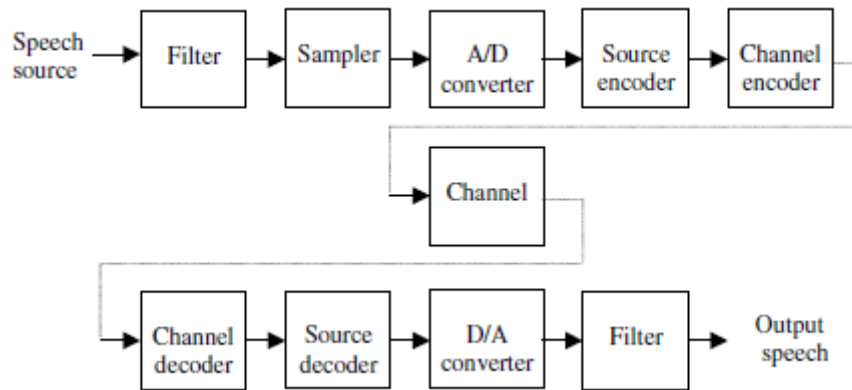 Speech
source
Filter
Sampler
A/D
converter
Source
encoder
Channel
encoder
Channel
Channel
decoder
Source
decoder
D/A
converter
Filter
Output
speech